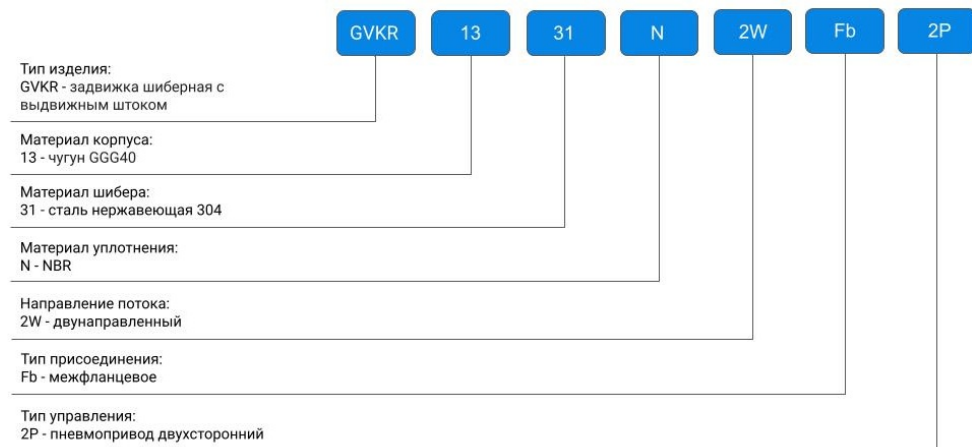 GVKR 13 31 N 2W Fb 2P
Тип изделия:
GVKR - задвижка шиберная с
выдвижным штоком
Материал корпуса:
13 - чугун GGG40
Материал шибера:
31 - сталь нержавеющая 304
Материал уплотнения:
N - NBR
Направление потока:
2W - двунаправленный
Тип присоединения:
Fb - межфланцевое
Тип управления:
2P - пневмопривод двухсторонний